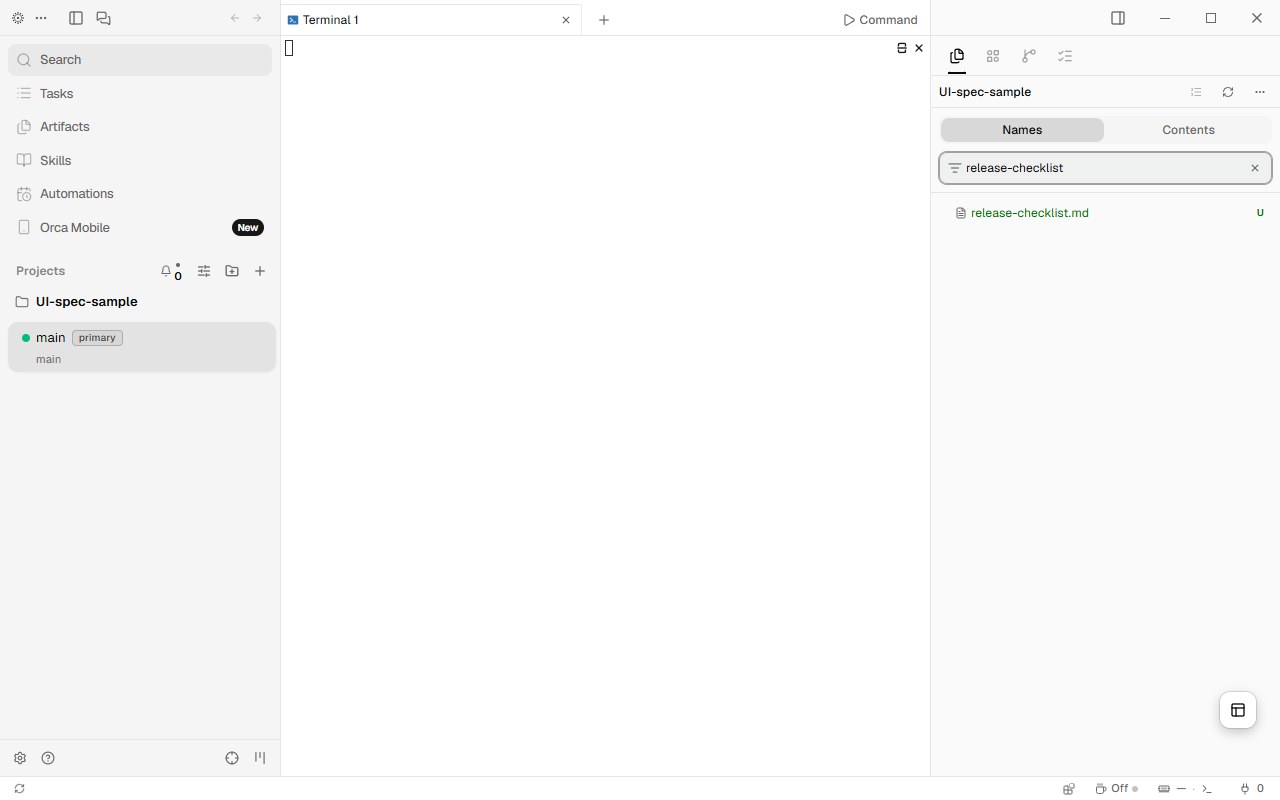 Terminal 1
Command
Search
Tasks
Artifacts
Skills
Automations
Orca Mobile
New
Projects
0
UI-spec-sample
main primary
main
UI-spec-sample
Names
Contents
release-checklist
release-checklist.md
U
Off
0